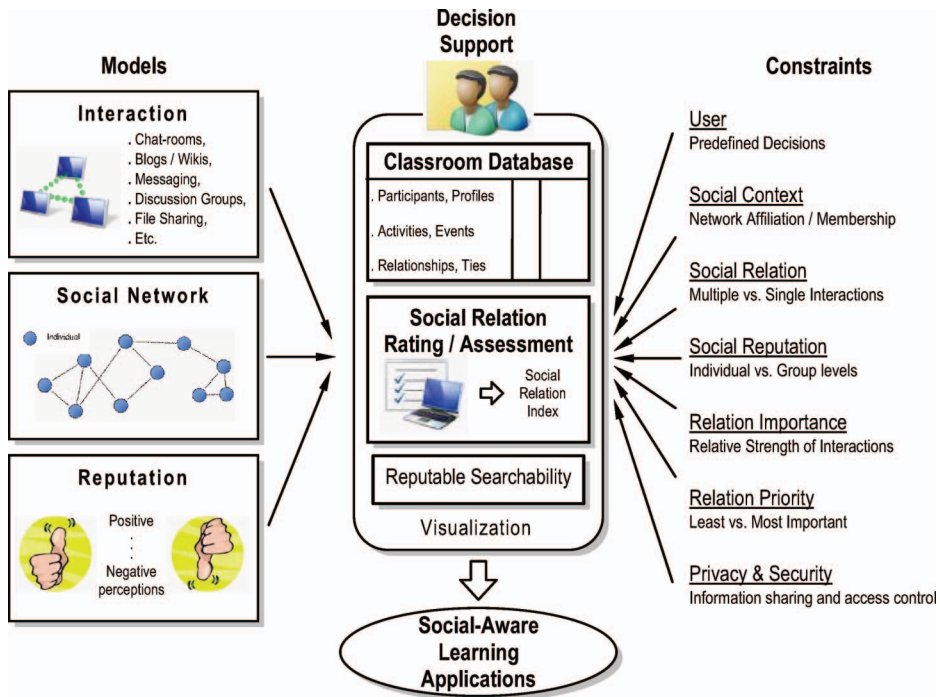 Models
Interaction
. Chat-rooms,
. Blogs / Wikis,
. Messaging,
. Discussion Groups,
. File Sharing,
. Etc.
Social Network
Individual
Reputation
Positive
.
.
.
Negative
perceptions
Decision
Support
Classroom Database
. Participants, Profiles
. Activities, Events
. Relationships, Ties
Social Relation
Rating / Assessment
Social
Relation
Index
Reputable Searchability
Visualization
Social-Aware
Learning
Applications
Constraints
User
Predefined Decisions
Social Context
Network Affiliation / Membership
Social Relation
Multiple vs. Single Interactions
Social Reputation
Individual vs. Group levels
Relation Importance
Relative Strength of Interactions
Relation Priority
Least vs. Most Important
Privacy & Security
Information sharing and access control